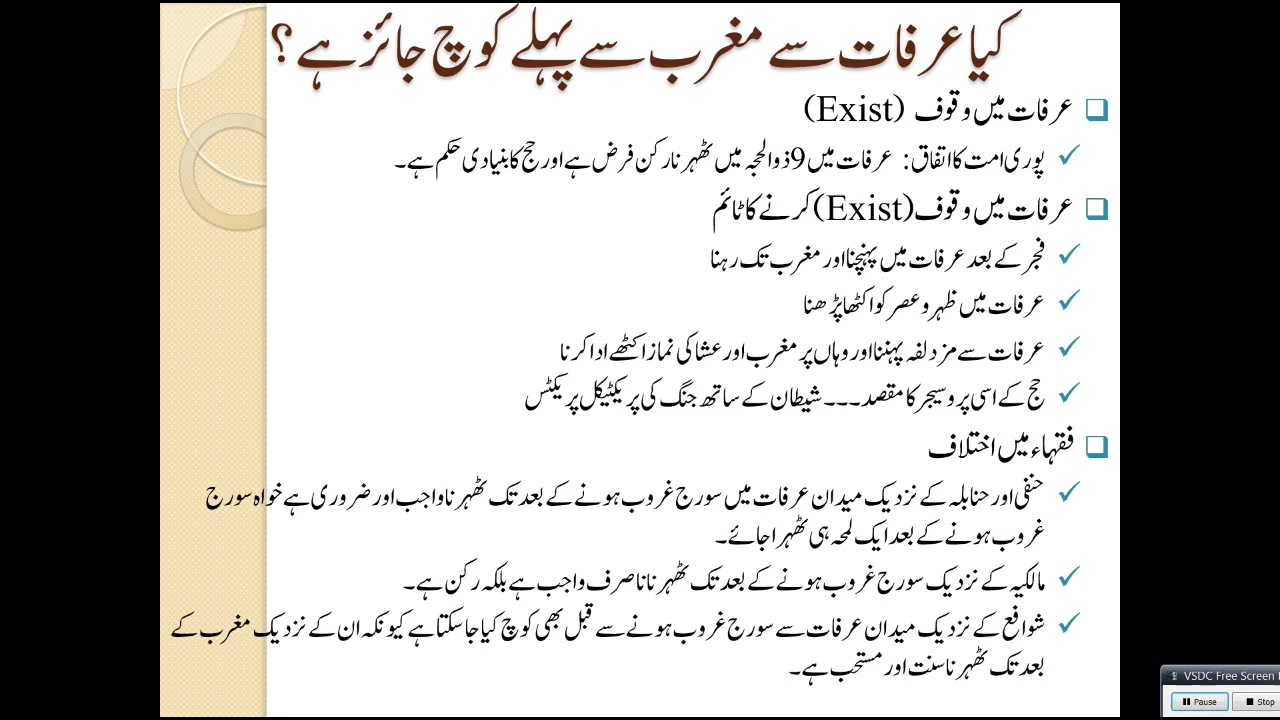 کیا عرفات سے مغرب سے پہلے کوچ جائز ہے؟
عرفات میں وقوف (Exist)
پوری امت کا اتفاق: عرفات میں 9 ذوالحجہ میں ٹھہرنا رکن فرض ہے اور حج کا بنیادی حکم ہے۔
عرفات میں وقوف (Exist) کرنے کا ٹائم
فجر کے بعد عرفات میں پہنچنا اور مغرب تک رہنا
عرفات میں ظہر و عصر کو اکٹھا پڑھنا
عرفات سے مزدلفہ پہننا اور وہاں پر مغرب اور عشا کی نماز اکٹھے ادا کرنا
حج کے اسی پروسیجر کا مقصد۔۔۔ شیطان کے ساتھ جنگ کی پریکٹیکل پریکٹس
فقہاء میں اختلاف
حنفی اور حنابلہ کے نزدیک میدان عرفات میں سورج غروب ہونے کے بعد تک ٹھہرنا واجب اور ضروری ہے خواہ سورج
غروب ہونے کے بعد ایک لمحہ ہی ٹھہرا جائے۔
مالکیہ کے نزدیک سورج غروب ہونے کے بعد تک ٹھہرنا نا صرف واجب ہے بلکہ رکن ہے۔
شوافع کے نزدیک میدان عرفات سے سورج غروب ہونے سے قبل بھی کوچ کیا جاسکتا ہے کیونکہ ان کے نزدیک مغرب کے
بعد تک ٹھہرنا سنت اور مستحب ہے۔
VSDC Free Screen
Pause Stop